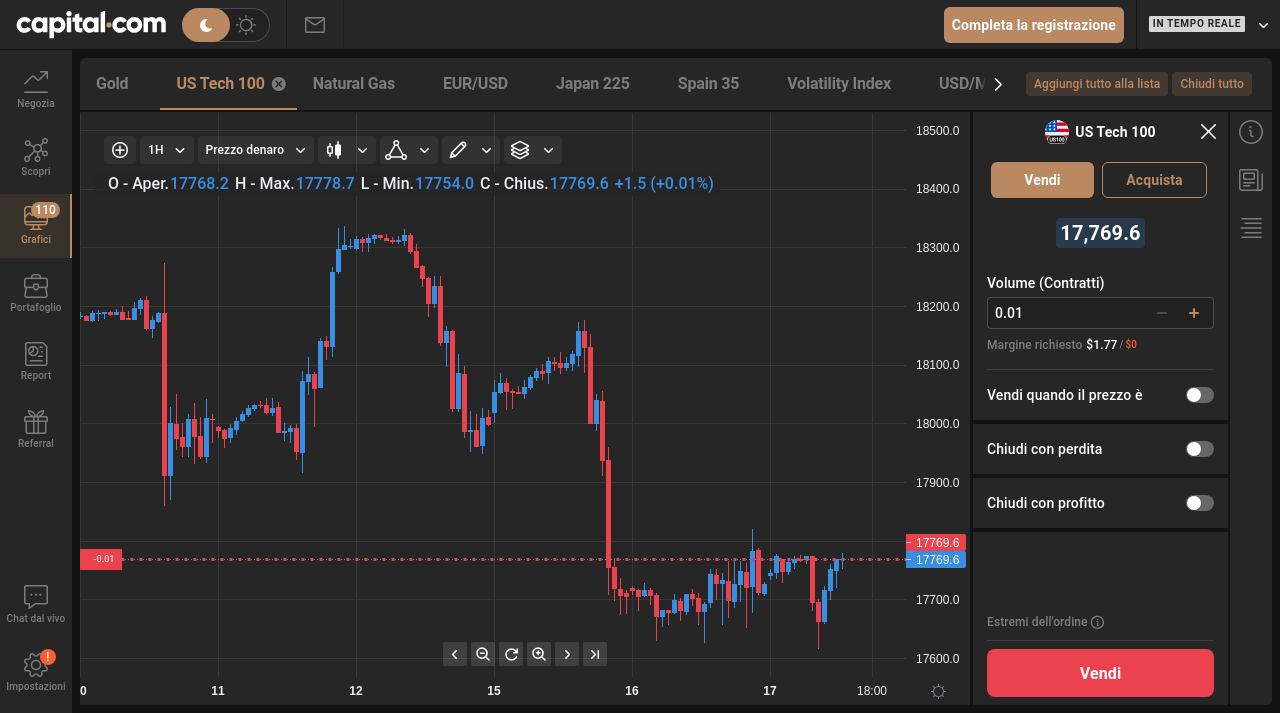 capital.com
Completa la registrazione
IN TEMPO REALE
Negozia
Scopri
110
Grafici
Portafoglio
Report
Referral
Chat dal vivo
!
Impostazioni
Gold
US Tech 100
Natural Gas
EUR/USD
Japan 225
Spain 35
Volatility Index
USD/M
Aggiungi tutto alla lista
Chiudi tutto
1H
Prezzo denaro
O - Aper.17768.2 H - Max.17778.7 L - Min.17754.0 C - Chius.17769.6 +1.5 (+0.01%)
18500.0
18400.0
18300.0
18200.0
18100.0
18000.0
17900.0
17769.6
-0.01
17769.6
17700.0
17600.0
0 11 12 15 16 17 18:00
US100
US Tech 100
Vendi
Acquista
17,769.6
Volume (Contratti)
0.01
Margine richiesto $1.77 / $0
Vendi quando il prezzo è
Chiudi con perdita
Chiudi con profitto
Estremi dell'ordine
Vendi